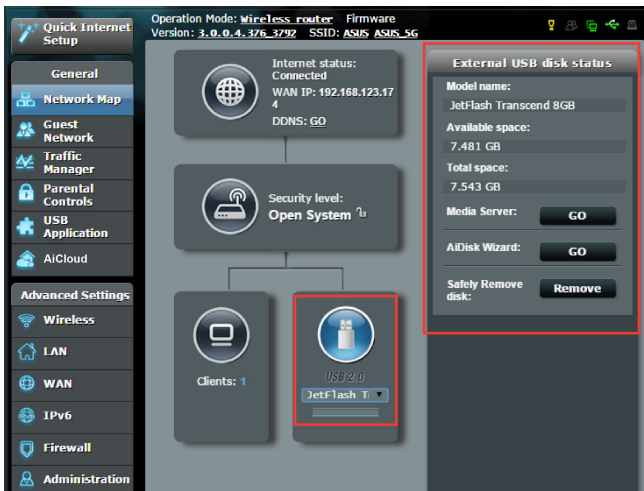 Quick Internet
Setup
Operation Mode: Wireless router Firmware
Version: 3.0.0.4.376_3792 SSID: ASUS ASUS_5G
General
Network Map
Guest
Network
Traffic
Manager
Parental
Controls
USB
Application
AiCloud
Advanced Settings
Wireless
LAN
WAN
IPv6
Firewall
Administration
Internet status:
Connected
WAN IP: 192.168.123.17
4
DDNS: GO
Security level:
Open System
Clients: 1
USB 2.0
JetFlash Ti
External USB disk status
Model name:
JetFlash Transcend 8GB
Available space:
7.481 GB
Total space:
7.543 GB
Media Server: GO
AiDisk Wizard: GO
Safely Remove
disk: Remove